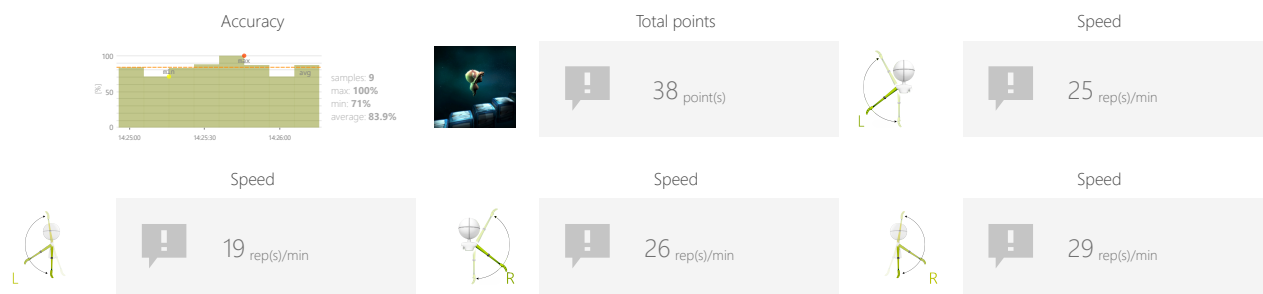 Accuracy
Total points
Speed
100
50
0
[%]
min
max
avg
14:25:00
14:25:30
14:26:00
samples: 9
max: 100%
min: 71%
average: 83.9%
38 point(s)
L
25 rep(s)/min
Speed
Speed
Speed
L
19 rep(s)/min
R
26 rep(s)/min
R
29 rep(s)/min